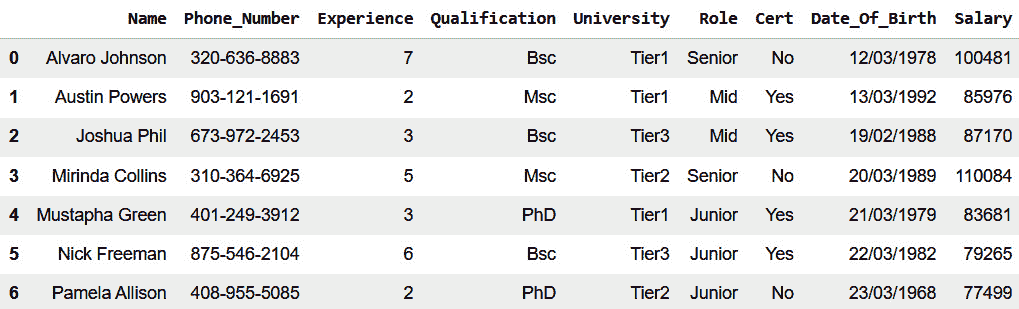 Name Phone_Number Experience Qualification University Role Cert Date_Of_Birth Salary
0 Alvaro Johnson 320-636-8883 7 Bsc Tier1 Senior No 12/03/1978 100481
1 Austin Powers 903-121-1691 2 Msc Tier1 Mid Yes 13/03/1992 85976
2 Joshua Phil 673-972-2453 3 Bsc Tier3 Mid Yes 19/02/1988 87170
3 Mirinda Collins 310-364-6925 5 Msc Tier2 Senior No 20/03/1989 110084
4 Mustapha Green 401-249-3912 3 PhD Tier1 Junior Yes 21/03/1979 83681
5 Nick Freeman 875-546-2104 6 Bsc Tier3 Junior Yes 22/03/1982 79265
6 Pamela Allison 408-955-5085 2 PhD Tier2 Junior No 23/03/1968 77499